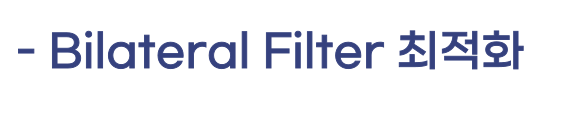 - Bilateral Filter 최적화